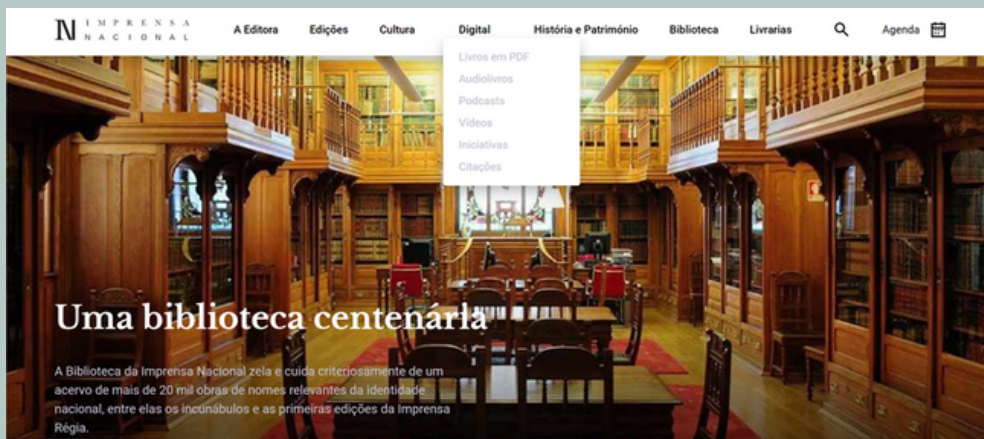 IN IMPRENSA
NACIONAL
A Editora Edições Cultura Digital História e Património Biblioteca Livrarias Agenda
Livros em PDF
Audiolivros
Podcasts
Vídeos
Iniciativas
Citações
Uma biblioteca centenária
A Biblioteca da Imprensa Nacional zela e cuida criteriosamente de um
acervo de mais de 20 mil obras de nomes relevantes da identidade
nacional, entre elas os incunábulos e as primeiras edições da Imprensa
Régia.